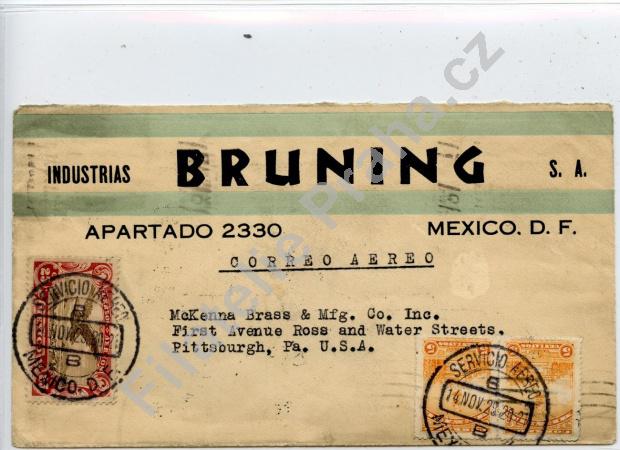 INDUSTRIAS BRUNING S. A.
APARTADO 2330 MEXICO. D. F.
CORREO AEREO
McKenna Brass & Mfg. Co. Inc.
First Avenue Ross and Water Streets.
Pittsburgh, Pa. U.S.A.
SERVICIO AEREO
B
MEXICO. D.
SERVICIO AEREO
14 NOV. 29
B
Filatelie Praha.cz